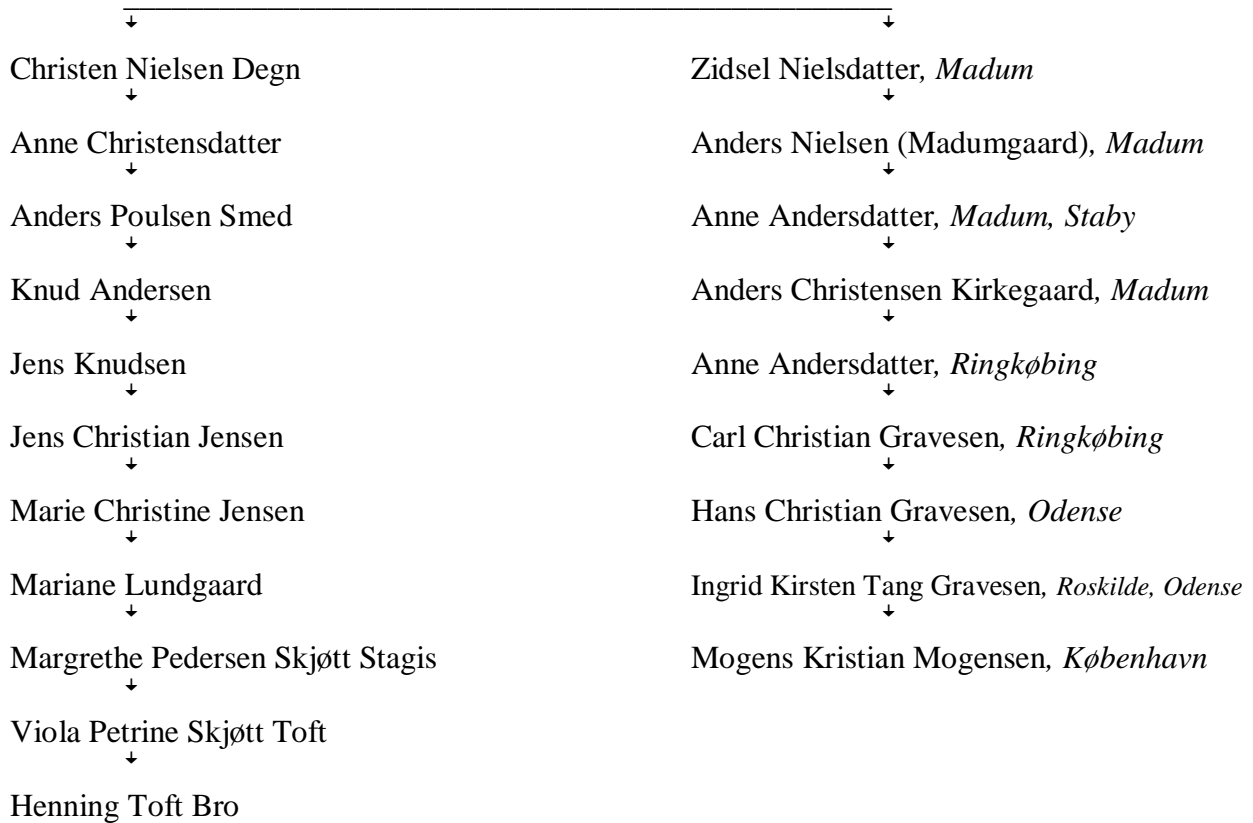 Christen Nielsen Degn
Zidsel Nielsdatter, Madum
Anne Christensdatter
Anders Nielsen (Madumgaard), Madum
Anders Poulsen Smed
Anne Andersdatter, Madum, Staby
Knud Andersen
Anders Christensen Kirkegaard, Madum
Jens Knudsen
Anne Andersdatter, Ringkøbing
Jens Christian Jensen
Carl Christian Gravesen, Ringkøbing
Marie Christine Jensen
Hans Christian Gravesen, Odense
Mariane Lundgaard
Ingrid Kirsten Tang Gravesen, Roskilde, Odense
Margrethe Pedersen Skjøtt Stagis
Mogens Kristian Mogensen, København
Viola Petrine Skjøtt Toft
Henning Toft Bro